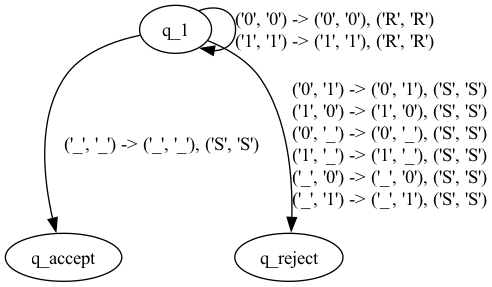 q_1
('0', '0') -> ('0', '0'), ('R', 'R')
('1', '1') -> ('1', '1'), ('R', 'R')
('_', '_') -> ('_', '_'), ('S', 'S')
('0', '1') -> ('0', '1'), ('S', 'S')
('1', '0') -> ('1', '0'), ('S', 'S')
('0', '_') -> ('0', '_'), ('S', 'S')
('1', '_') -> ('1', '_'), ('S', 'S')
('_', '0') -> ('_', '0'), ('S', 'S')
('_', '1') -> ('_', '1'), ('S', 'S')
q_accept
q_reject